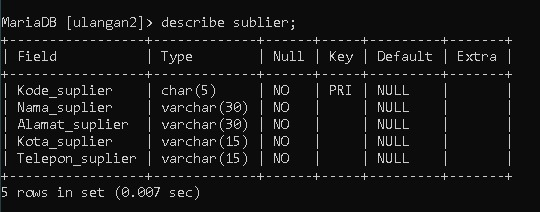 MariaDB [ulangan2]> describe sublier;
+-----------------+-------------+------+-----+---------+-------+
| Field           | Type        | Null | Key | Default | Extra |
+-----------------+-------------+------+-----+---------+-------+
| Kode_suplier    | char(5)     | NO   | PRI | NULL    |       |
| Nama_suplier    | varchar(30) | NO   |     | NULL    |       |
| Alamat_suplier  | varchar(30) | NO   |     | NULL    |       |
| Kota_suplier    | varchar(15) | NO   |     | NULL    |       |
| Telepon_suplier | varchar(15) | NO   |     | NULL    |       |
+-----------------+-------------+------+-----+---------+-------+
5 rows in set (0.007 sec)